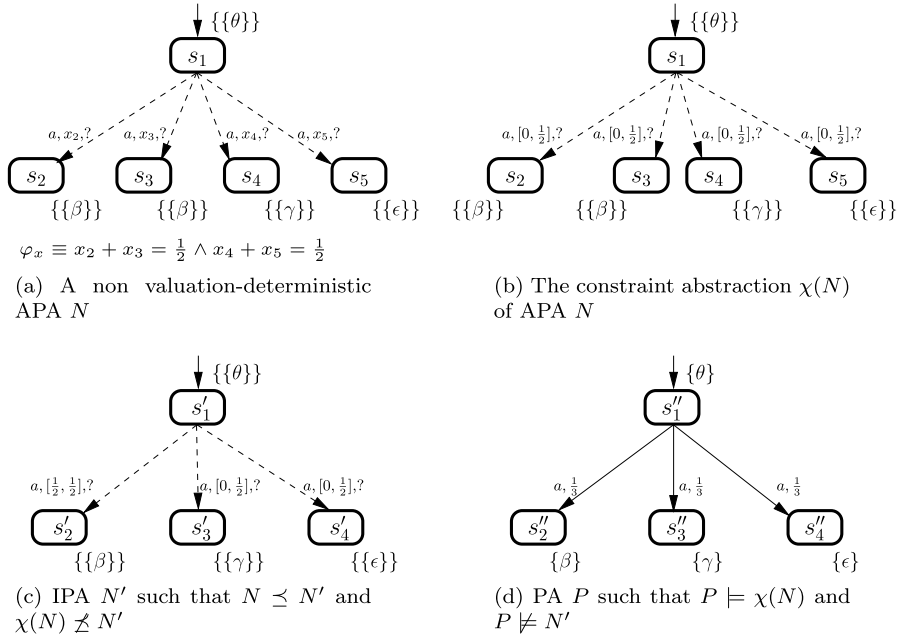 {{θ}} {{θ}}
s₁ s₁
a, x₂,? a, x₃,? a, x₄,? a, x₅,? a, [0, ½],? a, [0, ½],? a, [0, ½],? a, [0, ½],?
s₂ s₃ s₄ s₅ s₂ s₃ s₄ s₅
{{β}} {{β}} {{γ}} {{ϵ}} {{β}} {{β}} {{γ}} {{ϵ}}
φₓ ≡ x₂ + x₃ = ½ ∧ x₄ + x₅ = ½
(a) A non valuation-deterministic
APA N
(b) The constraint abstraction χ(N)
of APA N
{{θ}} {θ}
s′₁ s″₁
a, [½, ½],? a, [0, ½],? a, [0, ½],? a, ⅓ a, ⅓ a, ⅓
s′₂ s′₃ s′₄ s″₂ s″₃ s″₄
{{β}} {{γ}} {{ϵ}} {β} {γ} {ϵ}
(c) IPA N′ such that N ⪯ N′ and
χ(N) ⪯̸ N′
(d) PA P such that P ⊨ χ(N) and
P ⊭ N′